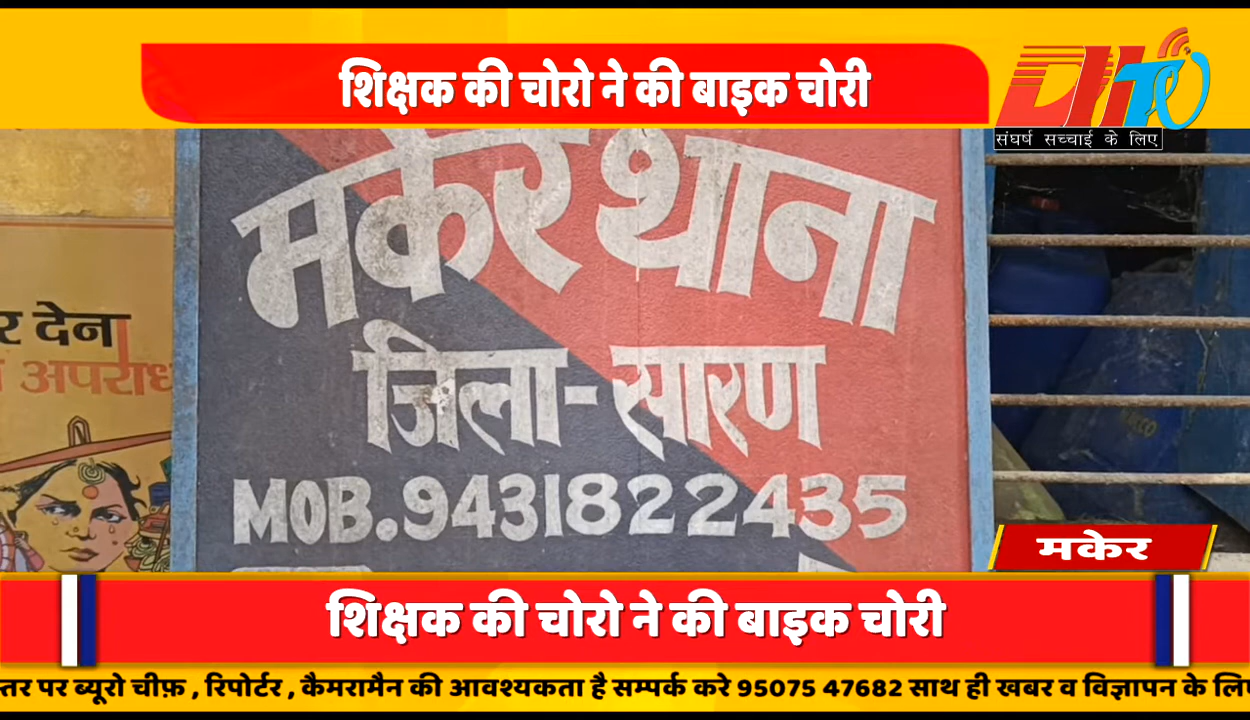 शिक्षक की चोरो ने की बाइक चोरी
संघर्ष सच्चाई के लिए
मकेर थाना
जिला-सारण
MOB.9431822435
र देना
अपराध
मकेर
शिक्षक की चोरो ने की बाइक चोरी
तर पर ब्यूरो चीफ़ , रिपोर्टर , कैमरामैन की आवश्यकता है सम्पर्क करे 95075 47682 साथ ही खबर व विज्ञापन के लिए